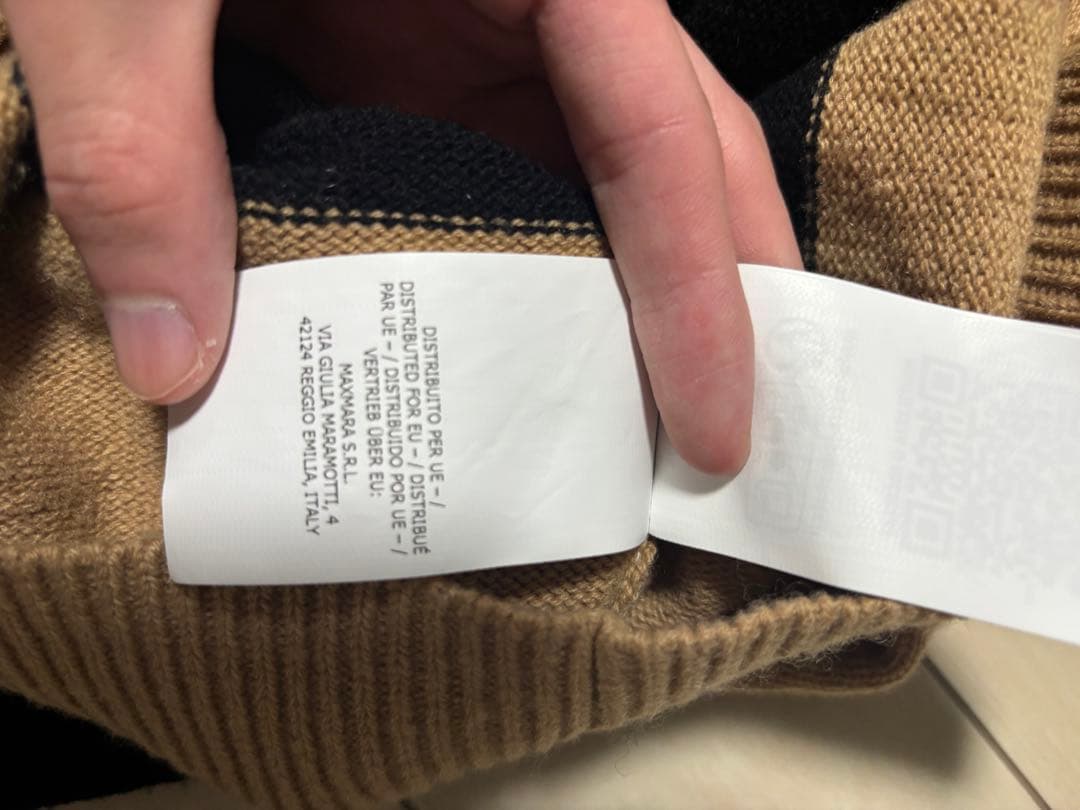 DISTRIBUITO PER UE – /
DISTRIBUTED FOR EU – / DISTRIBUÉ
PAR UE – / DISTRIBUIDO POR UE – /
VERTRIEB ÜBER EU:
MAXMARA S.R.L.
VIA GIULIA MARAMOTTI, 4
42124 REGGIO EMILIA, ITALY